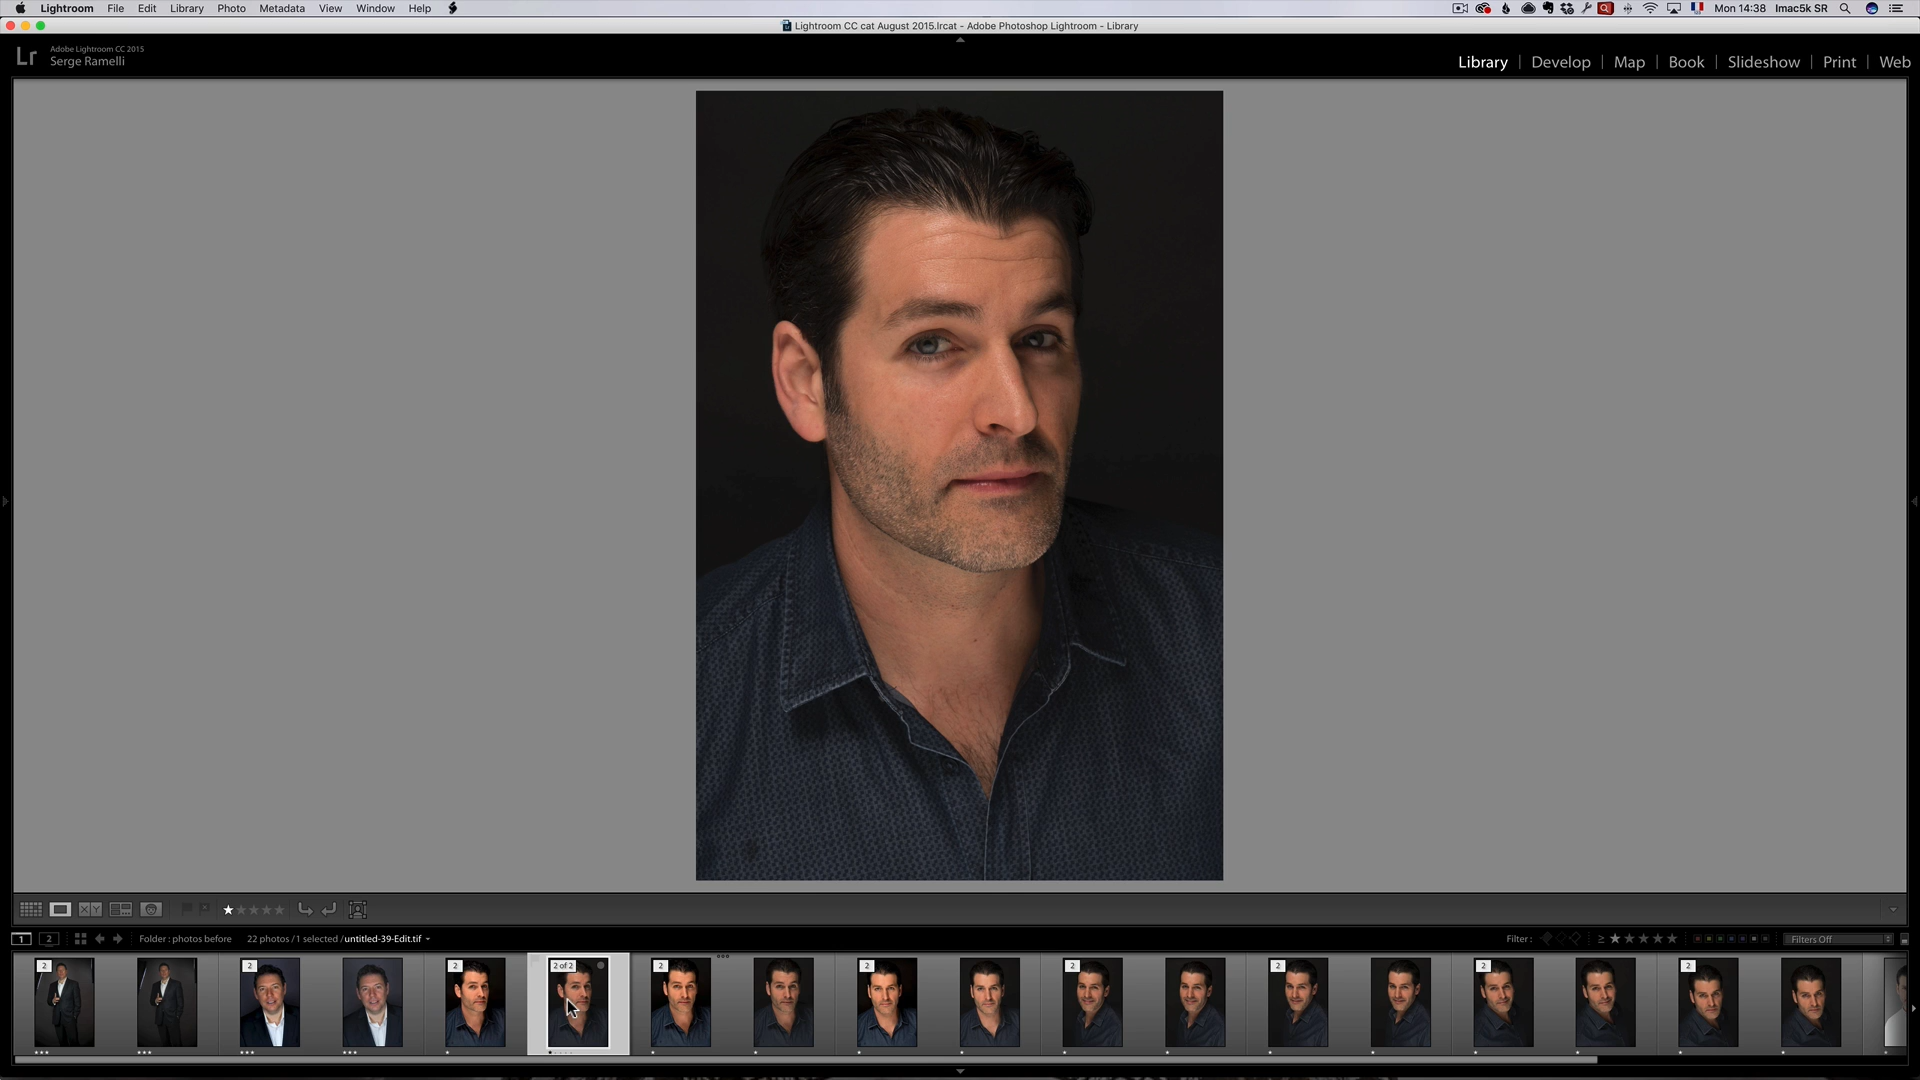 Lightroom File Edit Library Photo Metadata View Window Help Mon 14:38 Imac5k SR
Lightroom CC cat August 2015.lrcat - Adobe Photoshop Lightroom - Library
Lr
Adobe Lightroom CC 2015
Serge Ramelli
Library | Develop | Map | Book | Slideshow | Print | Web
X Y
1 2 Folder : photos before 22 photos / 1 selected / untitled-39-Edit.tif Filter : ≥ Filters Off
2 2 2 2 of 2 2 2 2 2 2 2